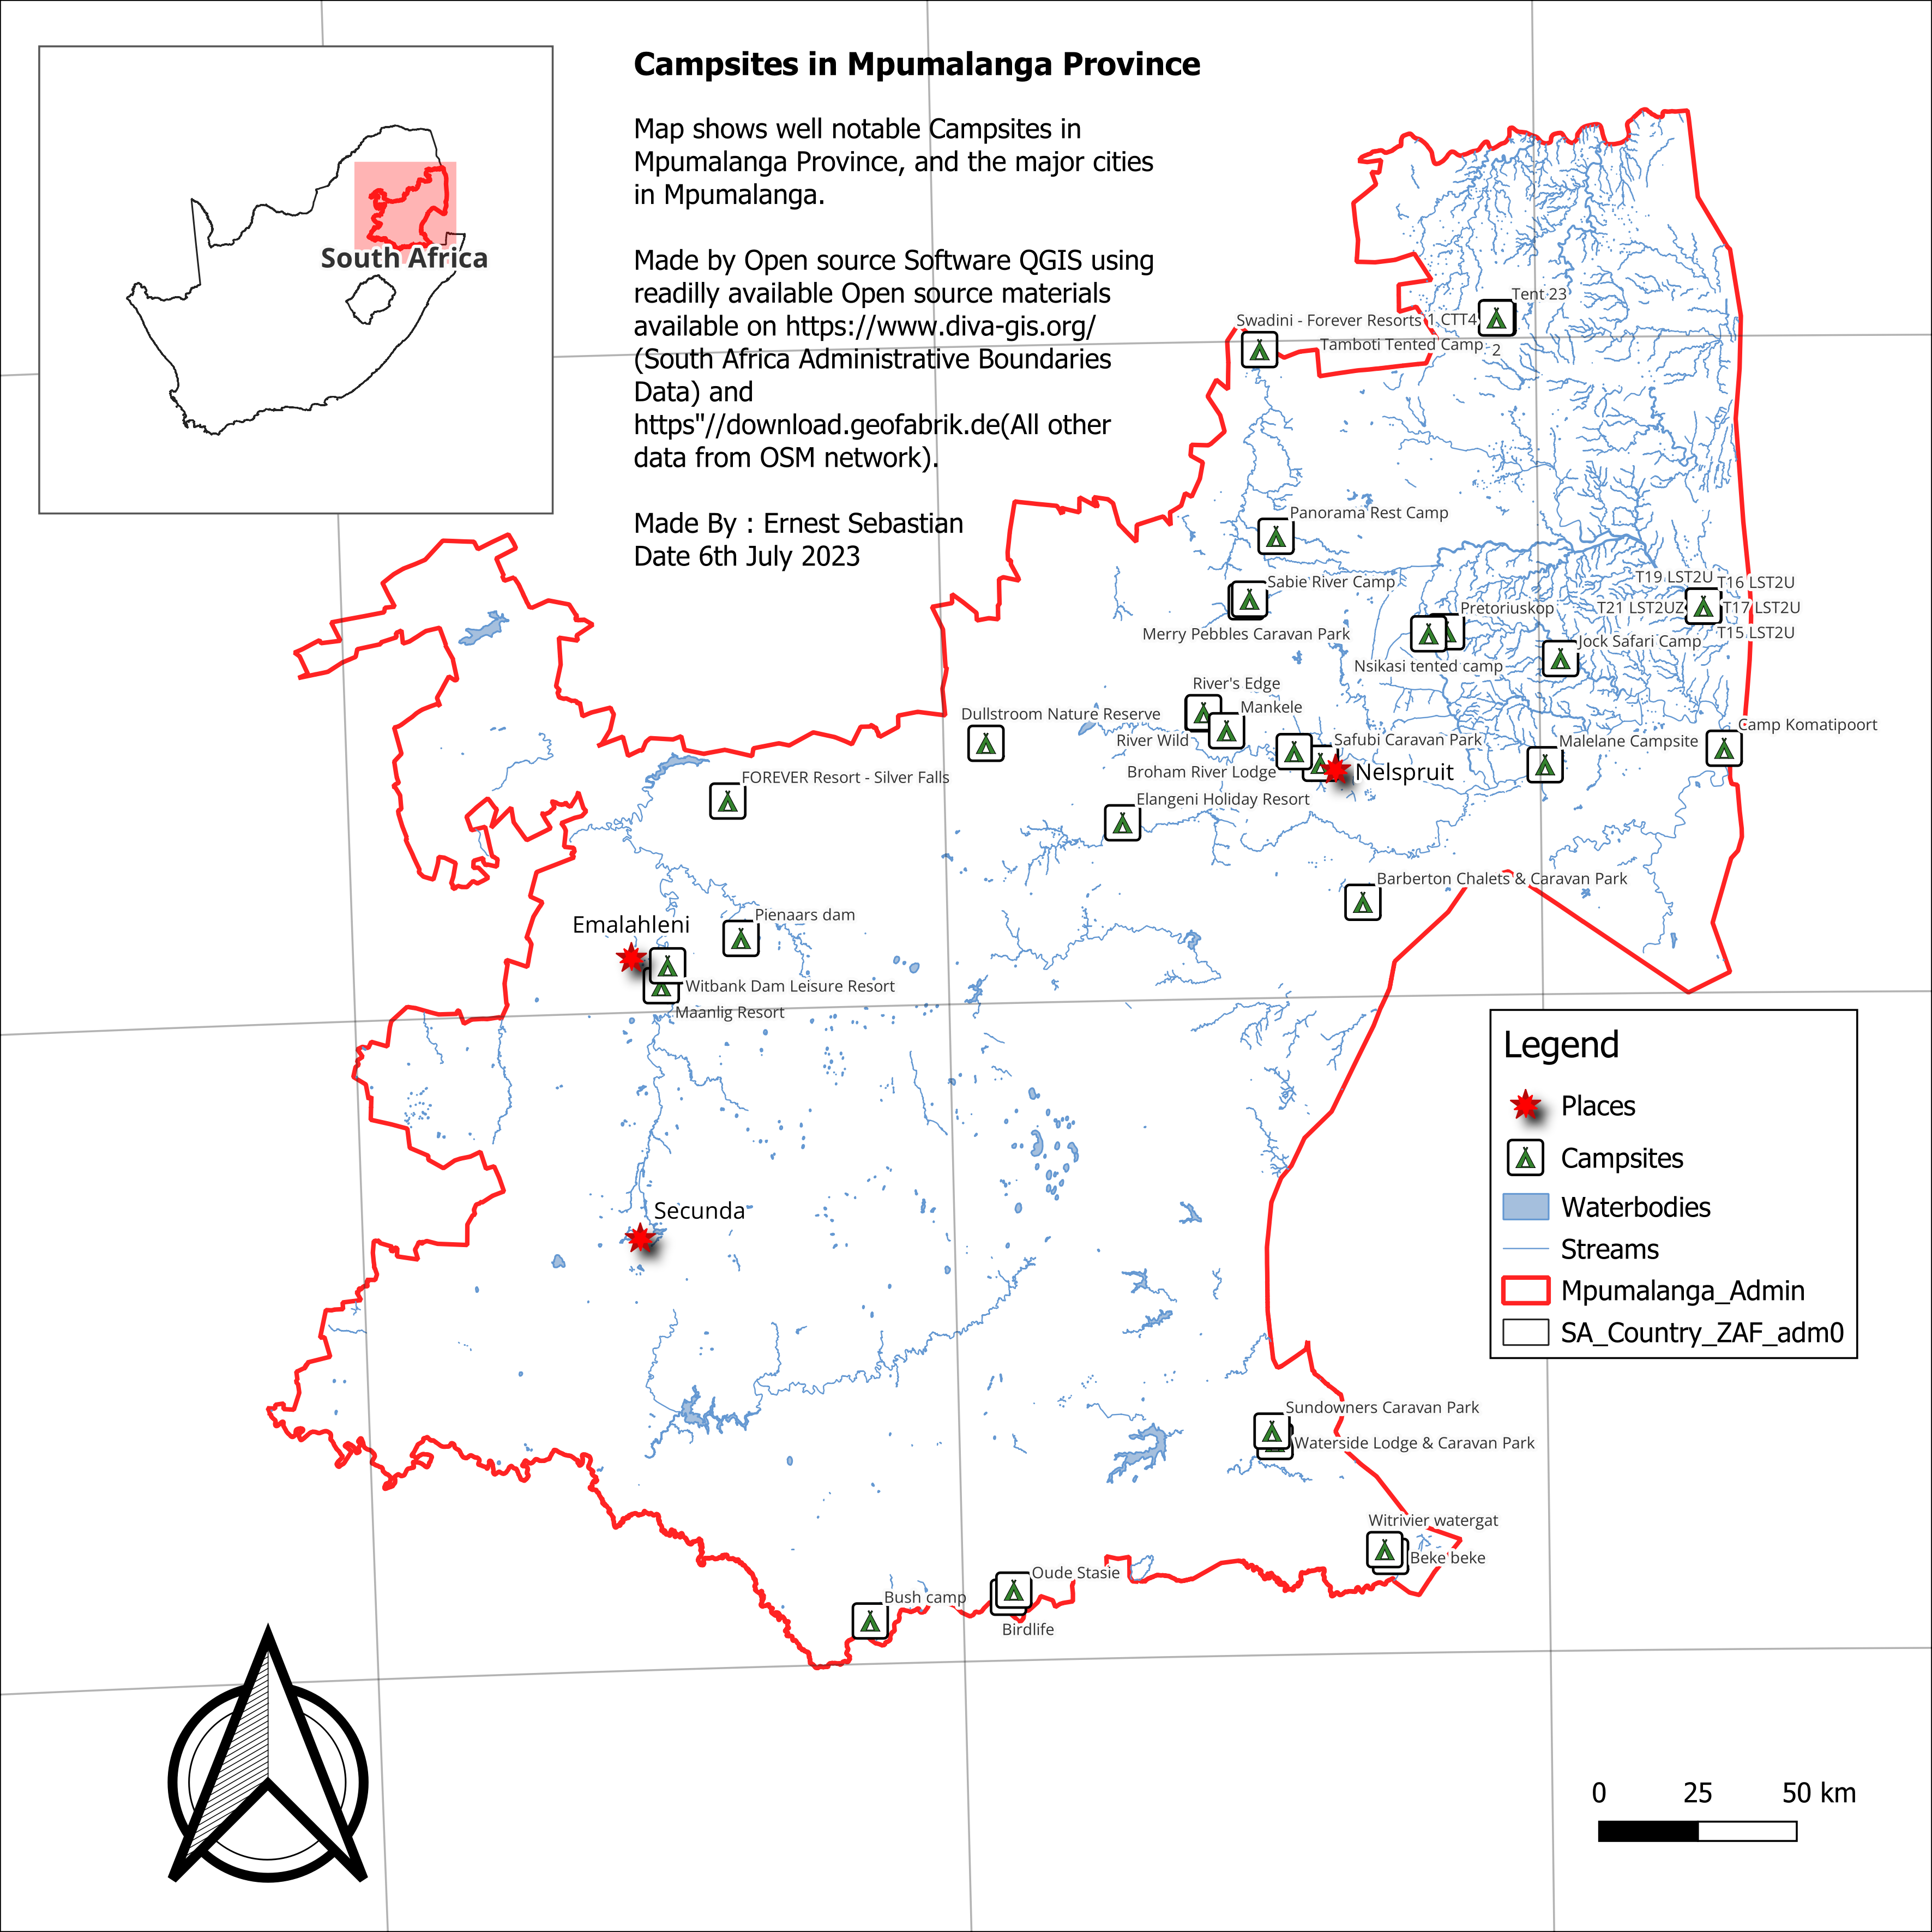 Campsites in Mpumalanga Province
Map shows well notable Campsites in
Mpumalanga Province, and the major cities
in Mpumalanga.
Made by Open source Software QGIS using
readilly available Open source materials
available on https://www.diva-gis.org/
(South Africa Administrative Boundaries
Data) and
https"//download.geofabrik.de(All other
data from OSM network).
Made By : Ernest Sebastian
Date 6th July 2023
South Africa
Tent 23
Swadini - Forever Resorts 1 CTT4
Tamboti Tented Camp
2
Panorama Rest Camp
Sabie River Camp
Merry Pebbles Caravan Park
Pretoriuskop
Nsikasi tented camp
T19 LST2U
T16 LST2U
T21 LST2UZ
T17 LST2U
T15 LST2U
Jock Safari Camp
River's Edge
Mankele
River Wild
Dullstroom Nature Reserve
Safubi Caravan Park
Broham River Lodge
Nelspruit
Malelane Campsite
Camp Komatipoort
FOREVER Resort - Silver Falls
Elangeni Holiday Resort
Barberton Chalets & Caravan Park
Pienaars dam
Emalahleni
Witbank Dam Leisure Resort
Maanlig Resort
Secunda
Sundowners Caravan Park
Waterside Lodge & Caravan Park
Witrivier watergat
Beke beke
Oude Stasie
Birdlife
Bush camp
Legend
Places
Campsites
Waterbodies
Streams
Mpumalanga_Admin
SA_Country_ZAF_adm0
0 25 50 km